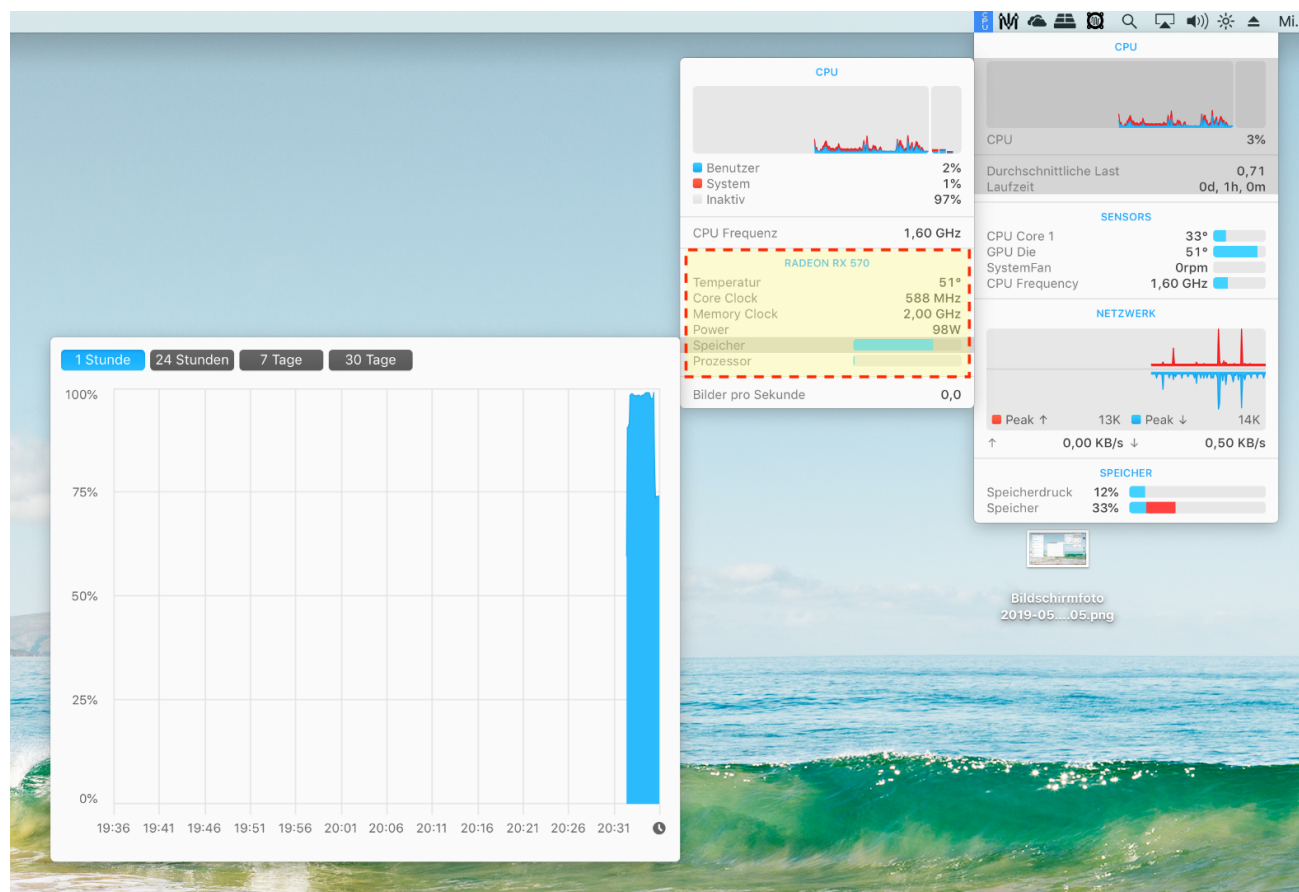 CPU
Mi.
CPU
CPU 3%
Durchschnittliche Last 0,71
Laufzeit 0d, 1h, 0m
SENSORS
CPU Core 1 33°
GPU Die 51°
SystemFan 0rpm
CPU Frequency 1,60 GHz
NETZWERK
Peak ↑ 13K Peak ↓ 14K
↑ 0,00 KB/s ↓ 0,50 KB/s
SPEICHER
Speicherdruck 12%
Speicher 33%
CPU
Benutzer 2%
System 1%
Inaktiv 97%
CPU Frequenz 1,60 GHz
RADEON RX 570
Temperatur 51°
Core Clock 588 MHz
Memory Clock 2,00 GHz
Power 98W
Speicher
Prozessor
Bilder pro Sekunde 0,0
1 Stunde 24 Stunden 7 Tage 30 Tage
100%
75%
50%
25%
0%
19:36 19:41 19:46 19:51 19:56 20:01 20:06 20:11 20:16 20:21 20:26 20:31
Bildschirmfoto
2019-05....05.png